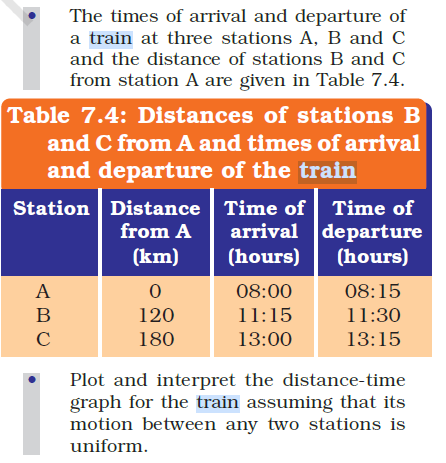 The times of arrival and departure of
a train at three stations A, B and C
and the distance of stations B and C
from station A are given in Table 7.4.
Table 7.4: Distances of stations B
and C from A and times of arrival
and departure of the train
Station Distance from A (km) Time of arrival (hours) Time of departure (hours)
A 0 08:00 08:15
B 120 11:15 11:30
C 180 13:00 13:15
Plot and interpret the distance-time
graph for the train assuming that its
motion between any two stations is
uniform.